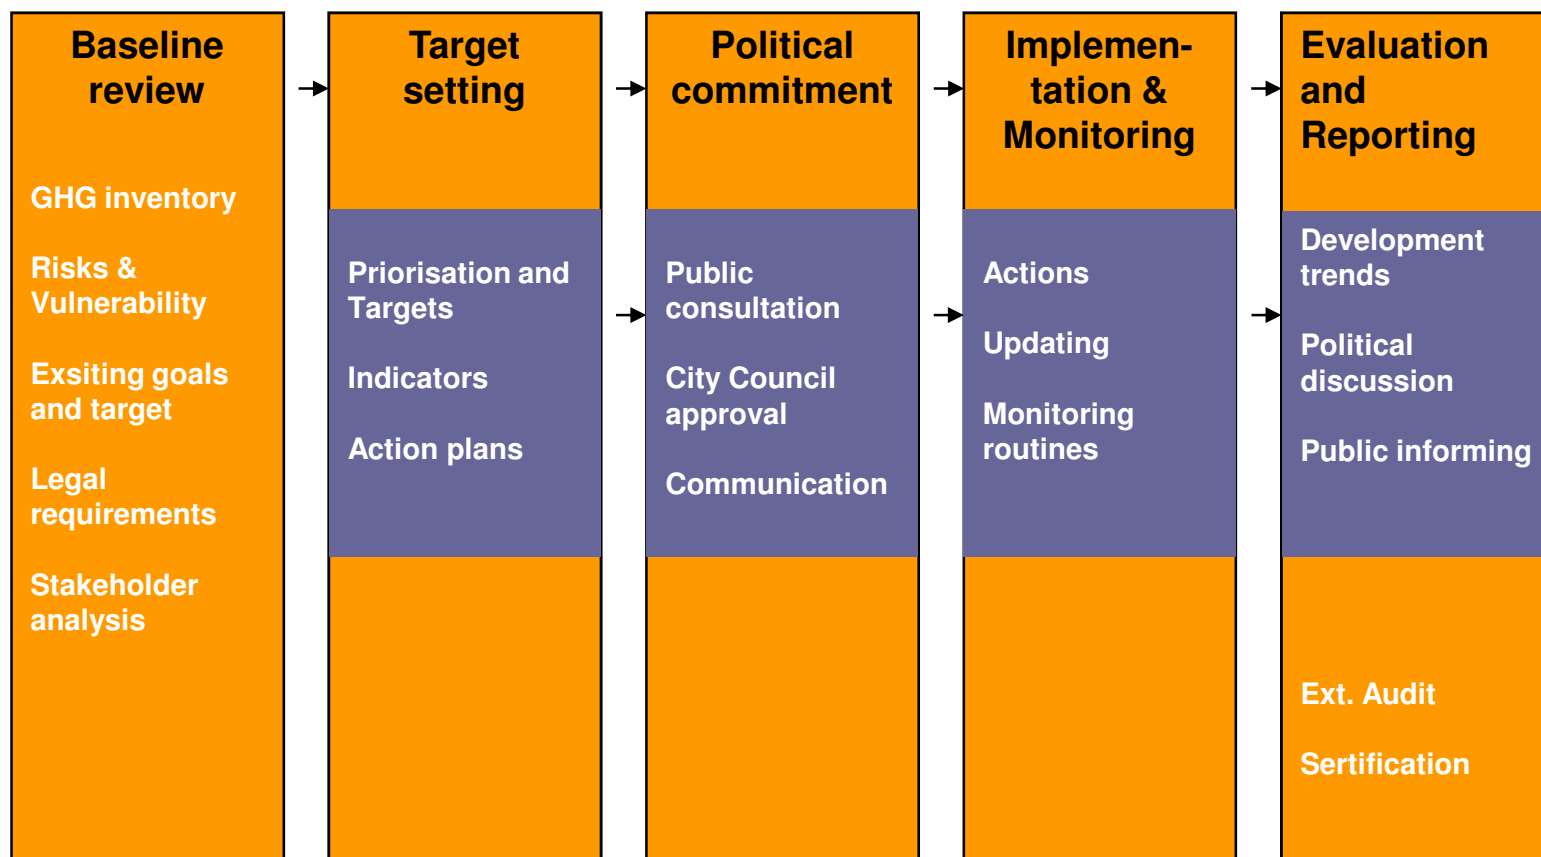 Baseline
review
GHG inventory
Risks &
Vulnerability
Exsiting goals
and target
Legal
requirements
Stakeholder
analysis
Target
setting
Priorisation and
Targets
Indicators
Action plans
Political
commitment
Public
consultation
City Council
approval
Communication
Implemen-
tation &
Monitoring
Actions
Updating
Monitoring
routines
Evaluation
and
Reporting
Development
trends
Political
discussion
Public informing
Ext. Audit
Sertification